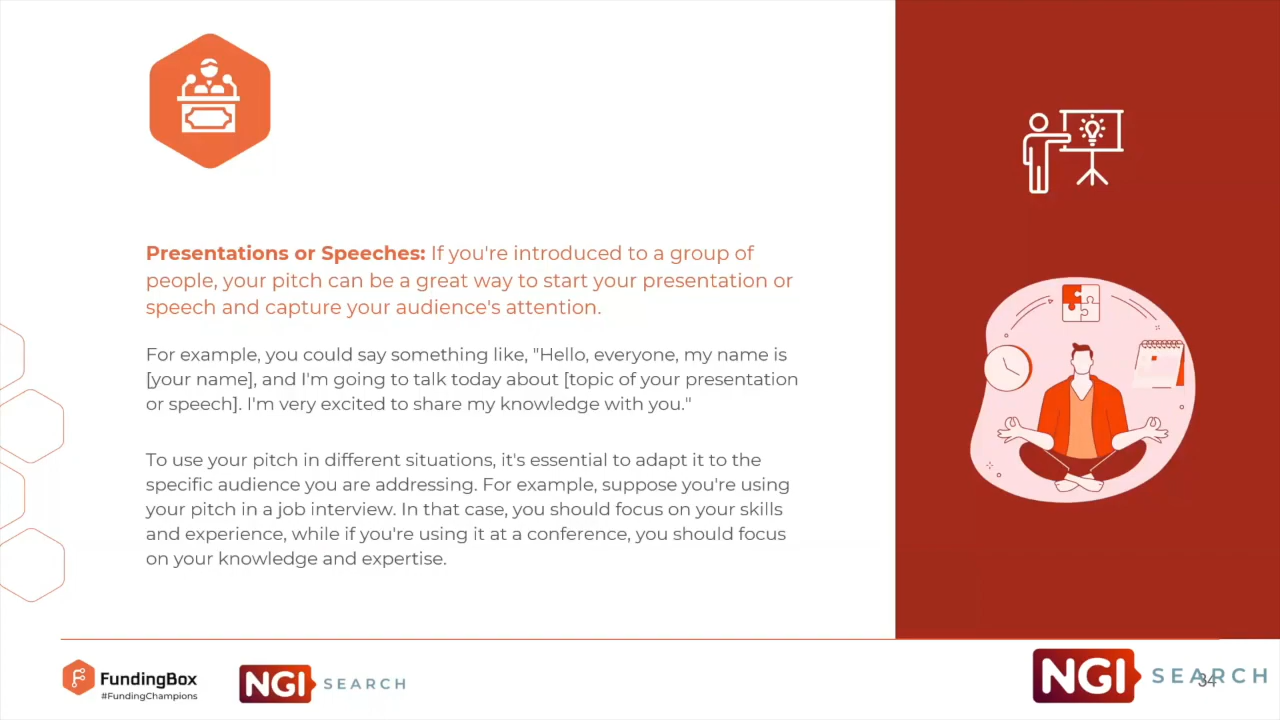 Presentations or Speeches: If you're introduced to a group of
people, your pitch can be a great way to start your presentation or
speech and capture your audience's attention.
For example, you could say something like, "Hello, everyone, my name is
[your name], and I'm going to talk today about [topic of your presentation
or speech]. I'm very excited to share my knowledge with you."
To use your pitch in different situations, it's essential to adapt it to the
specific audience you are addressing. For example, suppose you're using
your pitch in a job interview. In that case, you should focus on your skills
and experience, while if you're using it at a conference, you should focus
on your knowledge and expertise.
FundingBox
#FundingChampions
NGI SEARCH
NGI SEARCH
34